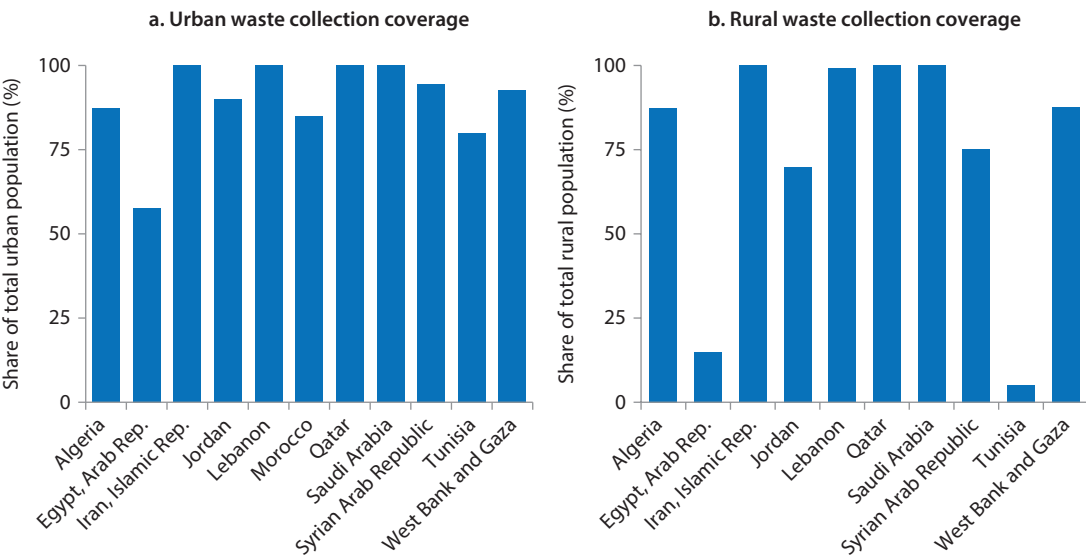 a. Urban waste collection coverage
Share of total urban population (%)
100
75
50
25
0
Algeria
Egypt, Arab Rep.
Iran, Islamic Rep.
Jordan
Lebanon
Morocco
Qatar
Saudi Arabia
Syrian Arab Republic
Tunisia
West Bank and Gaza
b. Rural waste collection coverage
Share of total rural population (%)
100
75
50
25
0
Algeria
Egypt, Arab Rep.
Iran, Islamic Rep.
Jordan
Lebanon
Qatar
Saudi Arabia
Syrian Arab Republic
Tunisia
West Bank and Gaza